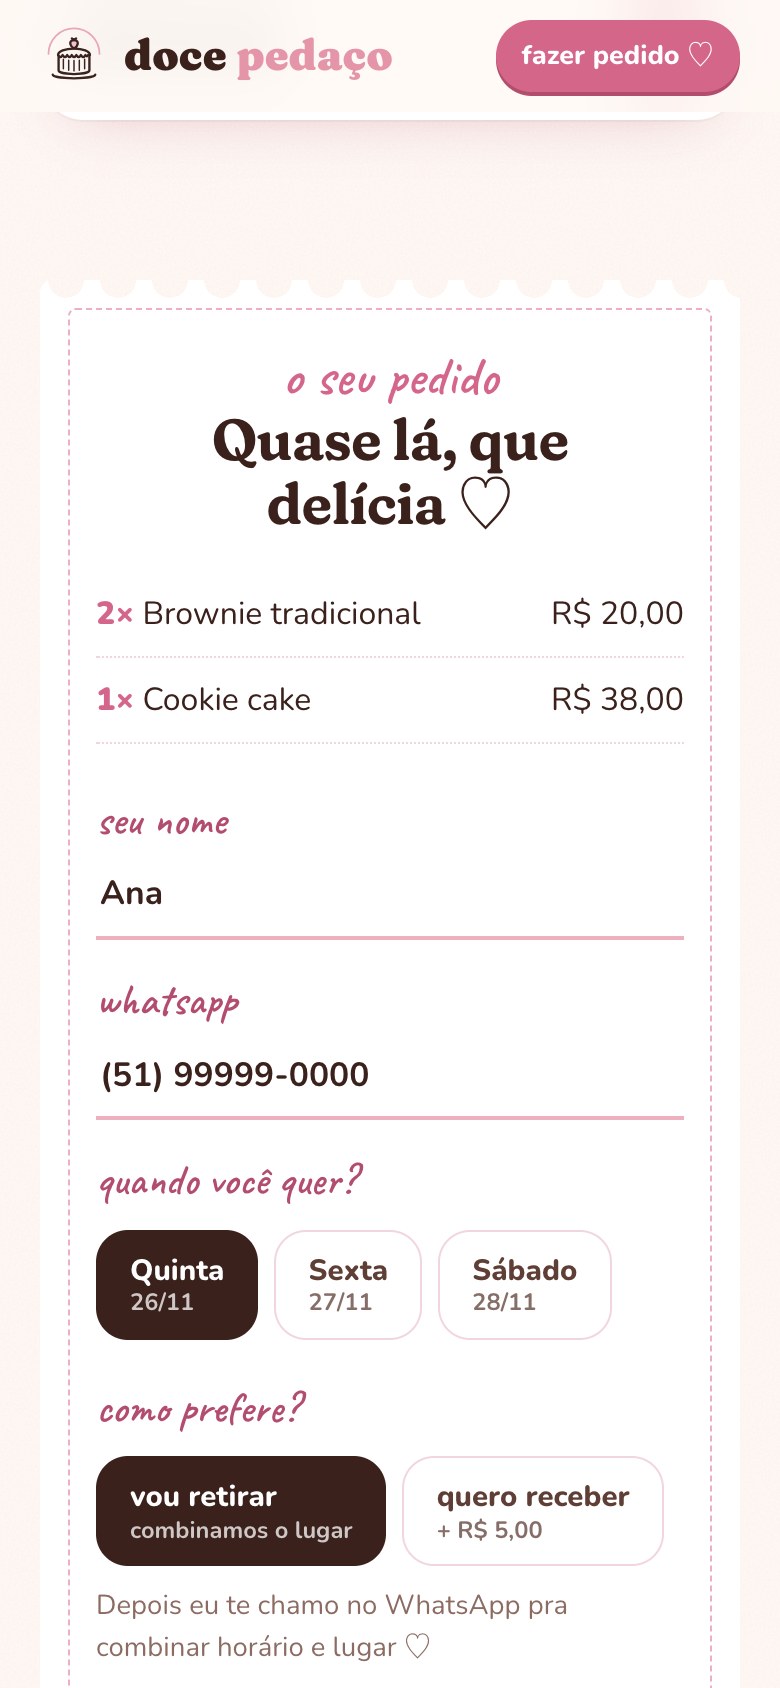 doce pedaço
fazer pedido ♡
o seu pedido
Quase lá, que
delícia ♡
2× Brownie tradicional R$ 20,00
1× Cookie cake R$ 38,00
seu nome
Ana
whatsapp
(51) 99999-0000
quando você quer?
Quinta
26/11
Sexta
27/11
Sábado
28/11
como prefere?
vou retirar
combinamos o lugar
quero receber
+ R$ 5,00
Depois eu te chamo no WhatsApp pra
combinar horário e lugar ♡